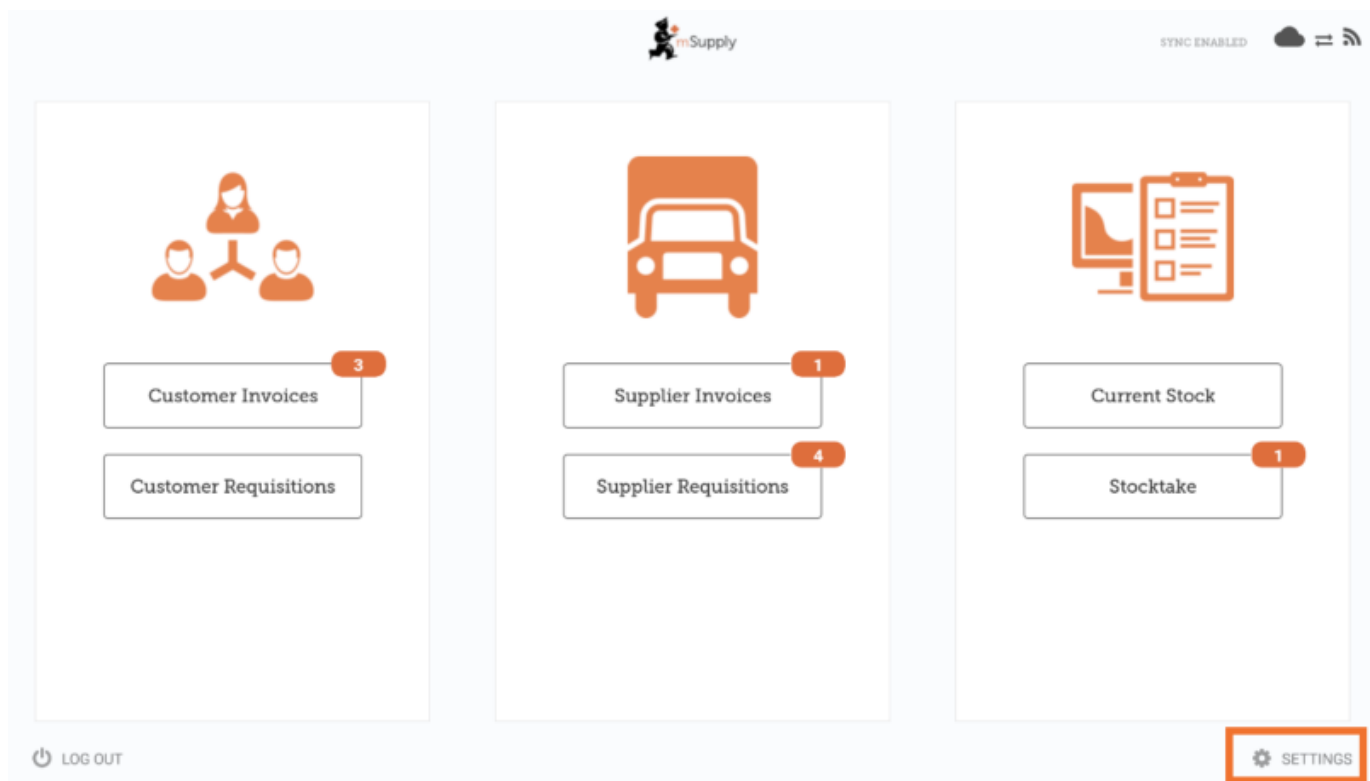 mSupply
SYNC ENABLED
3
Customer Invoices
Customer Requisitions
1
Supplier Invoices
4
Supplier Requisitions
Current Stock
1
Stocktake
LOG OUT
SETTINGS